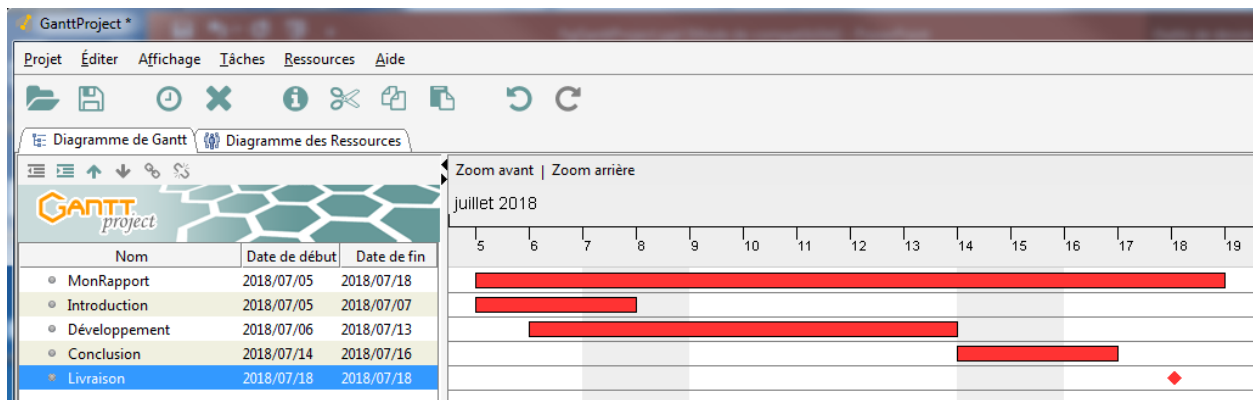 GanttProject *
Projet Éditer Affichage Tâches Ressources Aide
Diagramme de Gantt Diagramme des Ressources
Zoom avant | Zoom arrière
GANTT
project
juillet 2018
5 6 7 8 9 10 11 12 13 14 15 16 17 18 19
Nom Date de début Date de fin
MonRapport 2018/07/05 2018/07/18
Introduction 2018/07/05 2018/07/07
Développement 2018/07/06 2018/07/13
Conclusion 2018/07/14 2018/07/16
Livraison 2018/07/18 2018/07/18